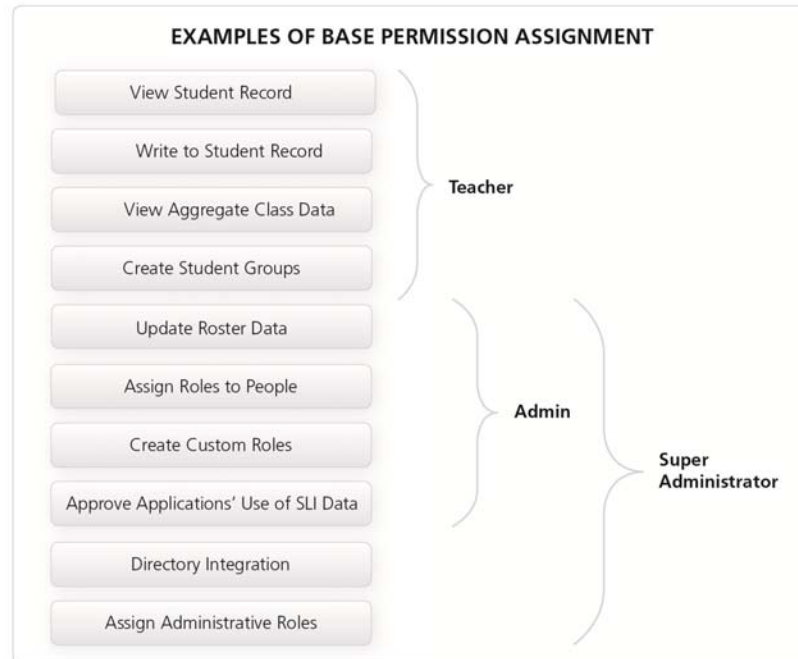 EXAMPLES OF BASE PERMISSION ASSIGNMENT
View Student Record
Write to Student Record
View Aggregate Class Data
Create Student Groups
Update Roster Data
Assign Roles to People
Create Custom Roles
Approve Applications’ Use of SLI Data
Directory Integration
Assign Administrative Roles
Teacher
Admin
Super
Administrator